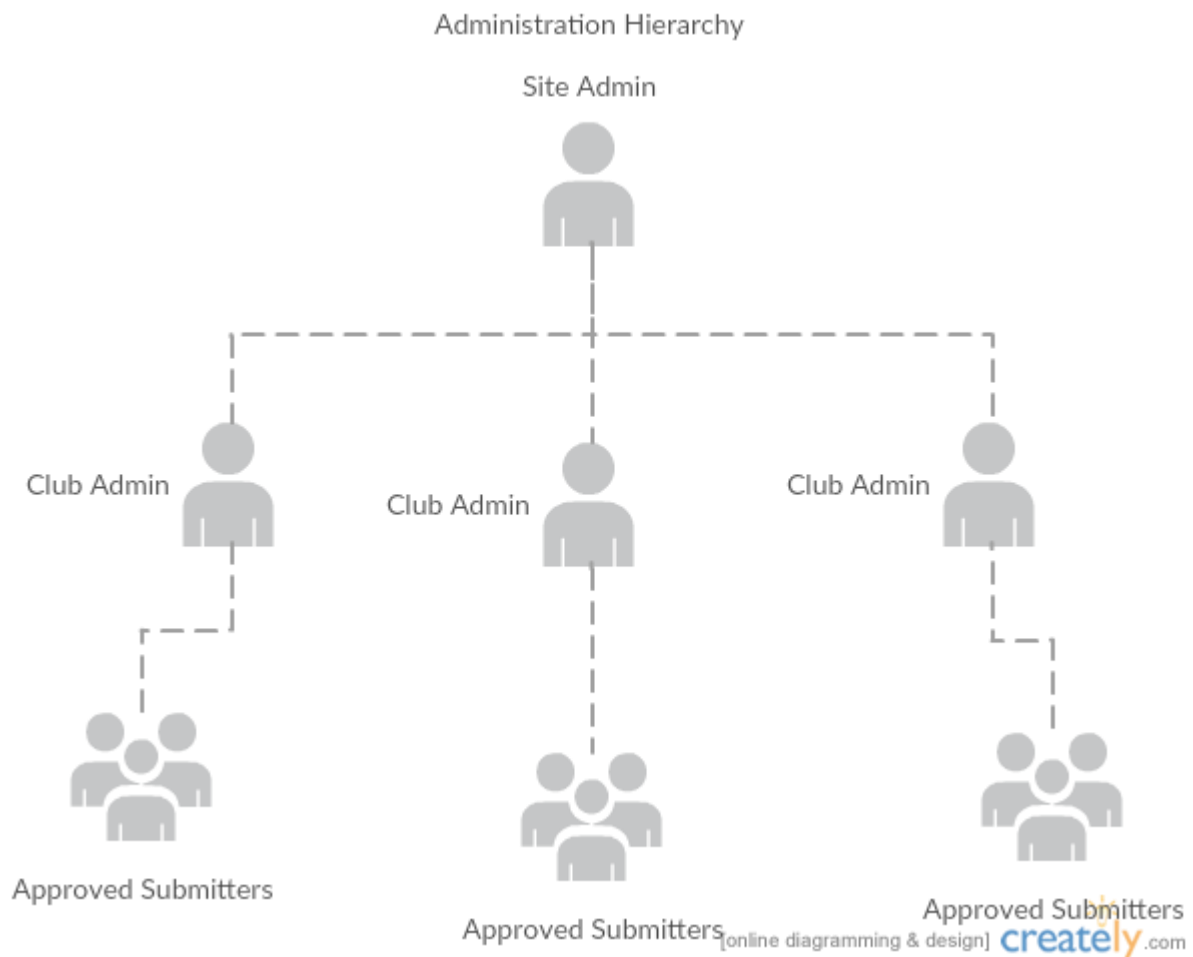 Administration Hierarchy
Site Admin
Club Admin
Club Admin
Club Admin
Approved Submitters
Approved Submitters
Approved Submitters
[online diagramming & design] creately.com